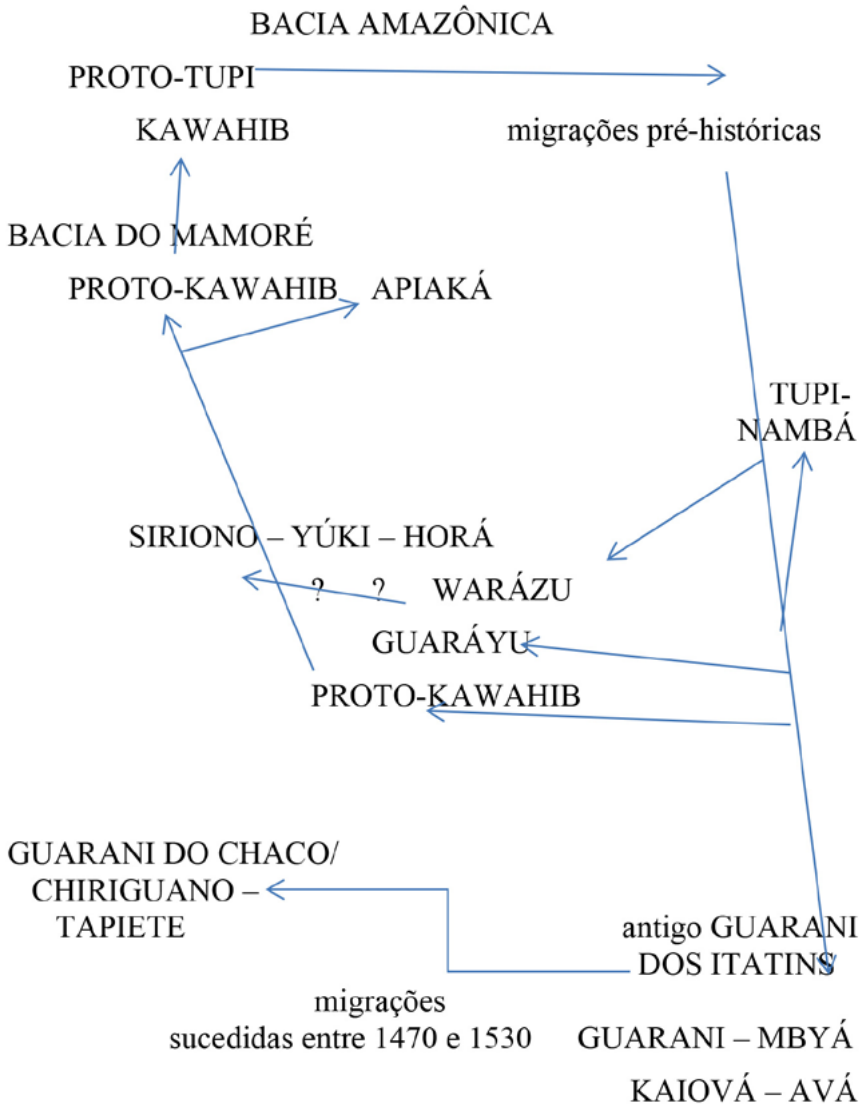 BACIA AMAZÔNICA
PROTO-TUPI
KAWAHIB
migrações pré-históricas
BACIA DO MAMORÉ
PROTO-KAWAHIB APIAKÁ
TUPI-
NAMBÁ
SIRIONO – YÚKI – HORÁ
? ? WARÁZU
GUARÁYU
PROTO-KAWAHIB
GUARANI DO CHACO/
CHIRIGUANO –
TAPIETE
antigo GUARANI
DOS ITATINS
migrações
sucedidas entre 1470 e 1530
GUARANI – MBYÁ
KAIOVÁ – AVÁ